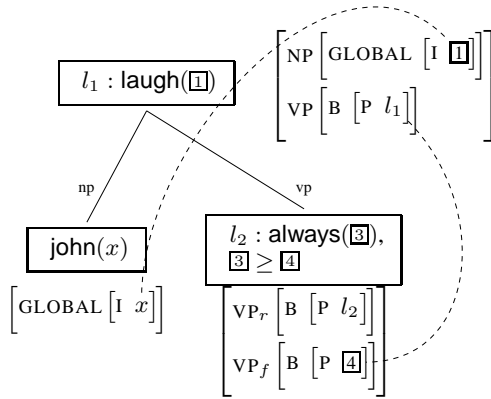 l₁ : laugh(1)
[NP [GLOBAL [I 1]]
VP [B [P l₁]]]
np
vp
john(x)
[GLOBAL [I x]]
l₂ : always(3),
3 ≥ 4
[VPᵣ [B [P l₂]]
VP_f [B [P 4]]]